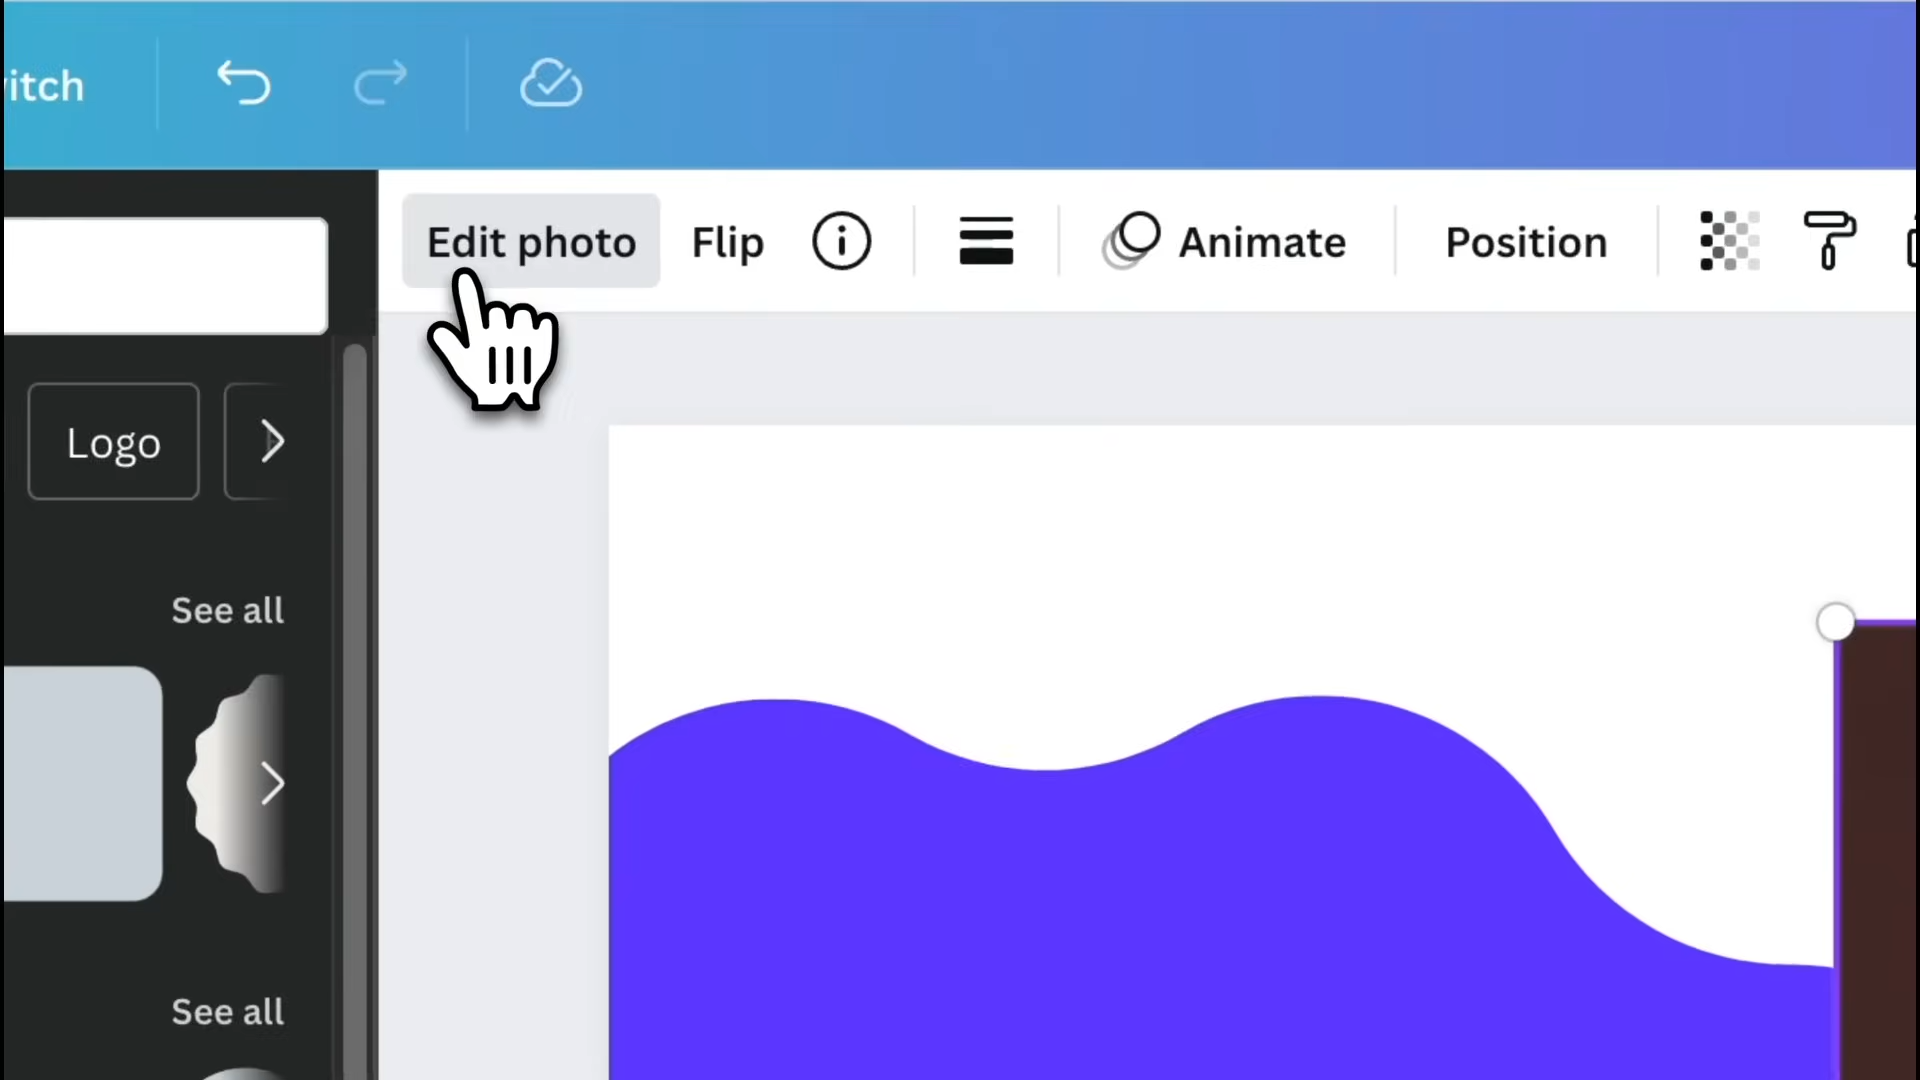 itch
Edit photo
Flip
Animate
Position
Logo
See all
See all